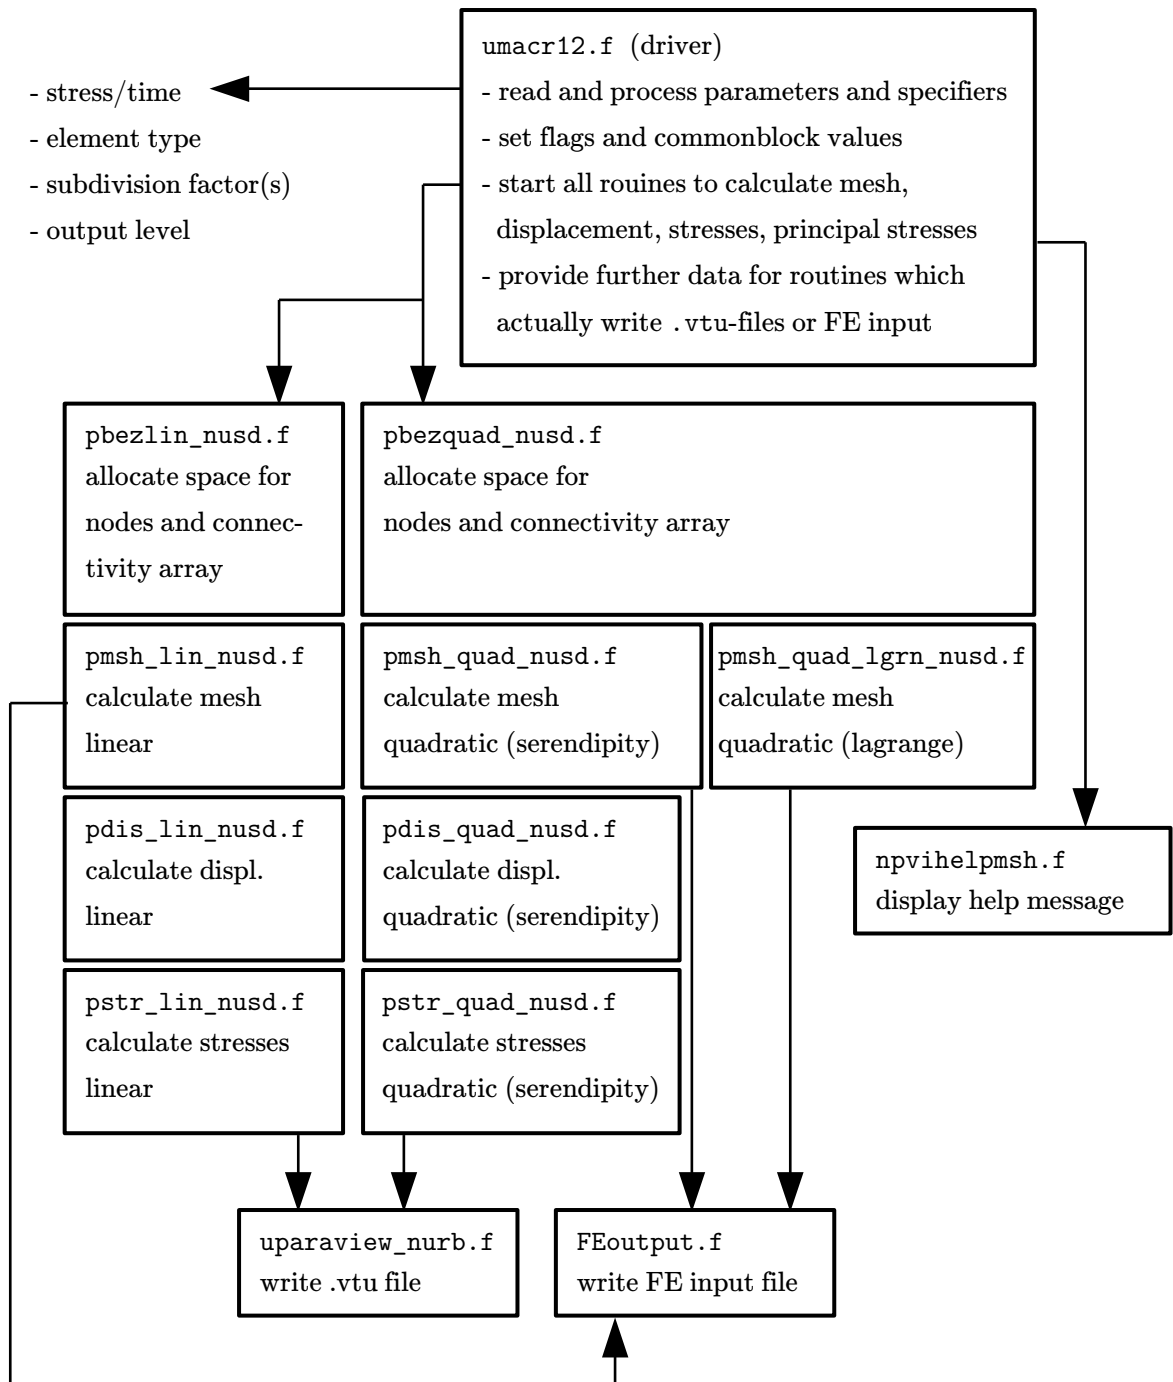 umacr12.f (driver)
- read and process parameters and specifiers
- set flags and commonblock values
- start all rouines to calculate mesh,
displacement, stresses, principal stresses
- provide further data for routines which
actually write .vtu-files or FE input
- stress/time
- element type
- subdivision factor(s)
- output level
pbezlin_nusd.f
allocate space for
nodes and connec-
tivity array
pbezquad_nusd.f
allocate space for
nodes and connectivity array
pmsh_lin_nusd.f
calculate mesh
linear
pmsh_quad_nusd.f
calculate mesh
quadratic (serendipity)
pmsh_quad_lgrn_nusd.f
calculate mesh
quadratic (lagrange)
pdis_lin_nusd.f
calculate displ.
linear
pdis_quad_nusd.f
calculate displ.
quadratic (serendipity)
npvihelpmsh.f
display help message
pstr_lin_nusd.f
calculate stresses
linear
pstr_quad_nusd.f
calculate stresses
quadratic (serendipity)
uparaview_nurb.f
write .vtu file
FEoutput.f
write FE input file